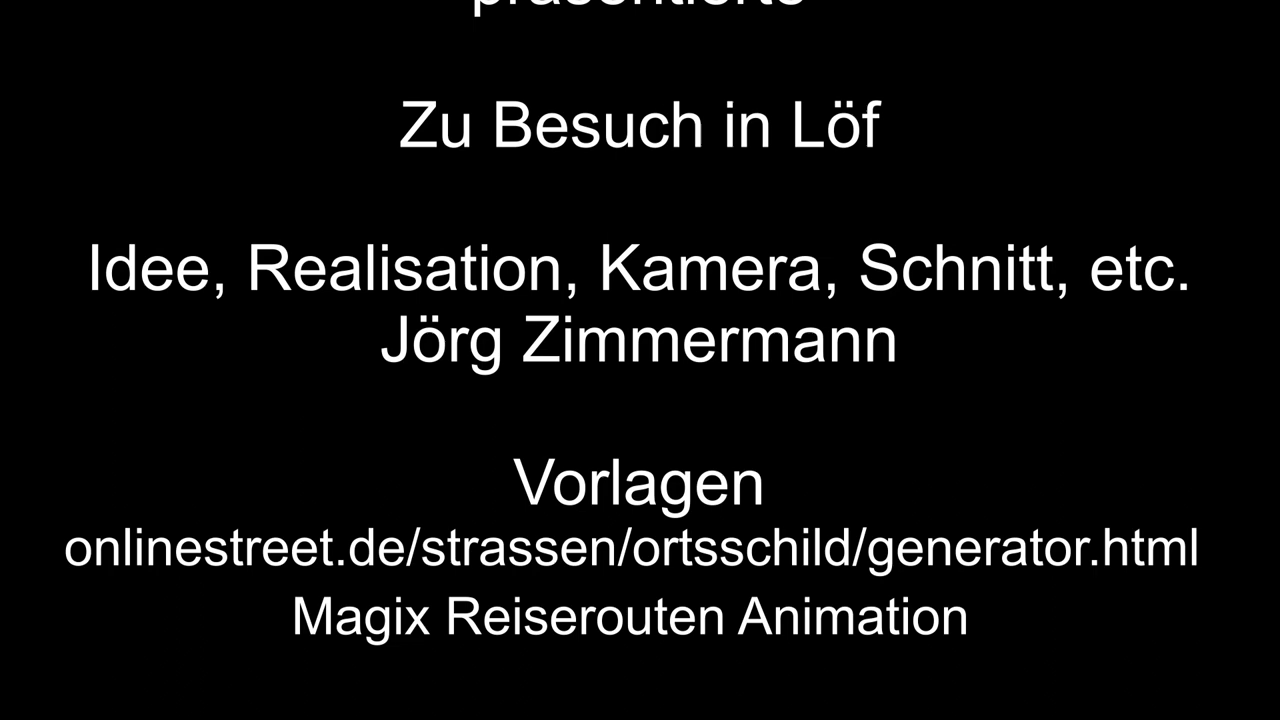 präsentierte
Zu Besuch in Löf
Idee, Realisation, Kamera, Schnitt, etc.
Jörg Zimmermann
Vorlagen
onlinestreet.de/strassen/ortsschild/generator.html
Magix Reiserouten Animation